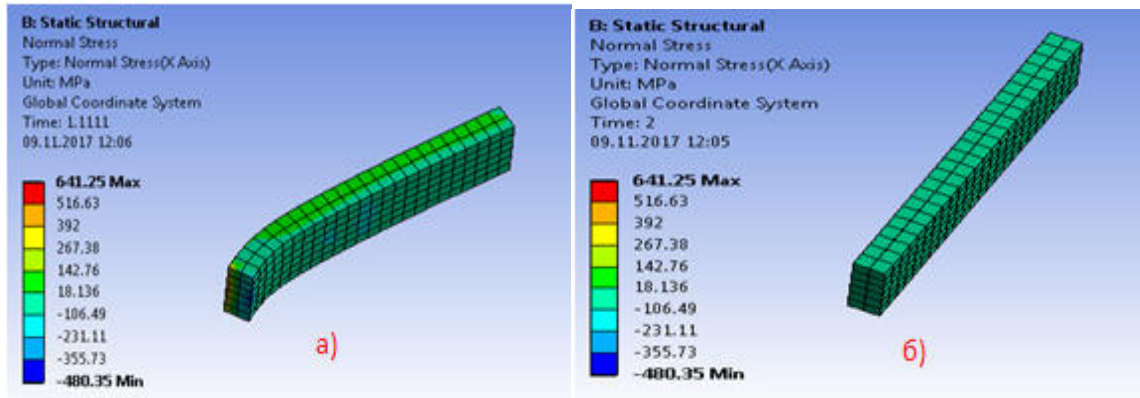 B: Static Structural
Normal Stress
Type: Normal Stress(X Axis)
Unit: MPa
Global Coordinate System
Time: 1.1111
09.11.2017 12:06
641.25 Max
516.63
392
267.38
142.76
18.136
-106.49
-231.11
-355.73
-480.35 Min
а)
B: Static Structural
Normal Stress
Type: Normal Stress(X Axis)
Unit: MPa
Global Coordinate System
Time: 2
09.11.2017 12:05
641.25 Max
516.63
392
267.38
142.76
18.136
-106.49
-231.11
-355.73
-480.35 Min
б)